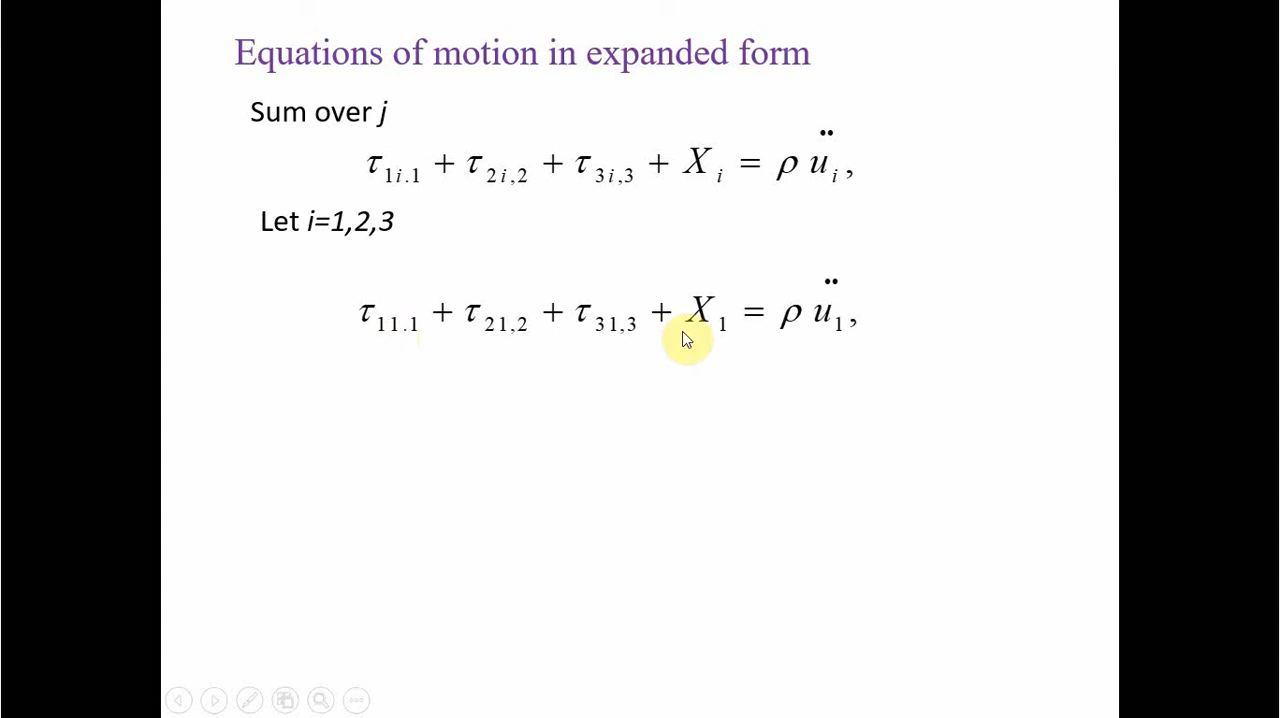 Equations of motion in expanded form
Sum over j
τ₁ᵢ.₁ + τ₂ᵢ,₂ + τ₃ᵢ,₃ + Xᵢ = ρ üᵢ,
Let i=1,2,3
τ₁₁.₁ + τ₂₁,₂ + τ₃₁,₃ + X₁ = ρ ü₁,